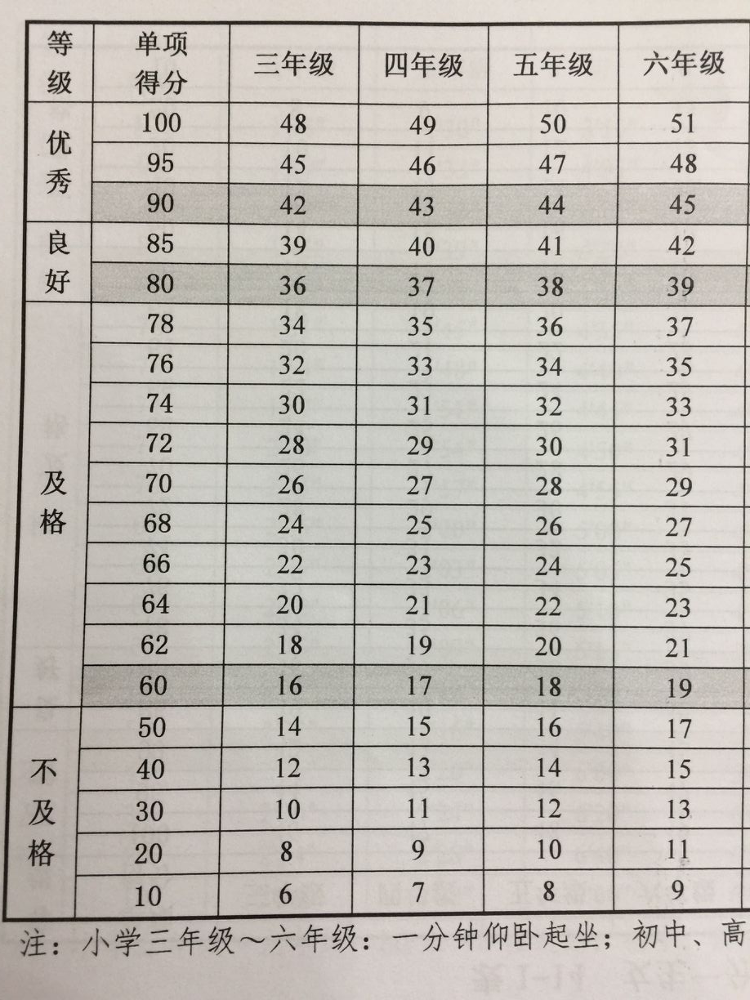 等级 单项得分 三年级 四年级 五年级 六年级
优秀 100 48 49 50 51
95 45 46 47 48
90 42 43 44 45
良好 85 39 40 41 42
80 36 37 38 39
及格 78 34 35 36 37
76 32 33 34 35
74 30 31 32 33
72 28 29 30 31
70 26 27 28 29
68 24 25 26 27
66 22 23 24 25
64 20 21 22 23
62 18 19 20 21
60 16 17 18 19
不及格 50 14 15 16 17
40 12 13 14 15
30 10 11 12 13
20 8 9 10 11
10 6 7 8 9
注：小学三年级～六年级：一分钟仰卧起坐；初中、高